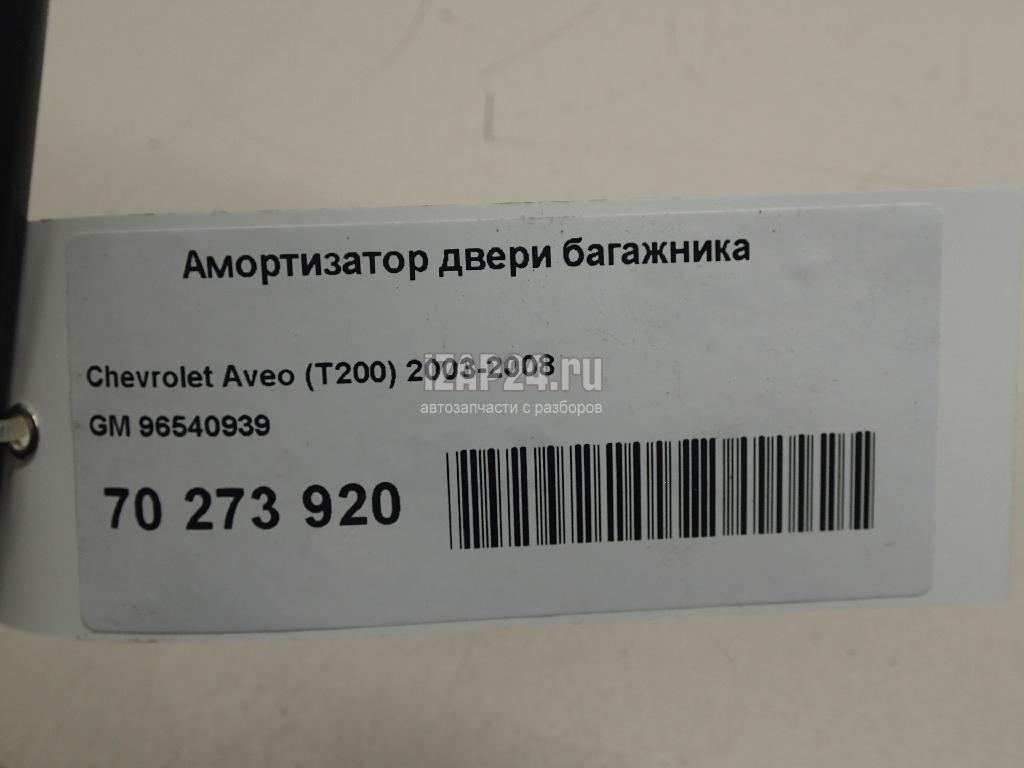 Амортизатор двери багажника
Chevrolet Aveo (T200) 2003-2008
iZAP24.ru
автозапчасти с разборов
GM 96540939
70 273 920